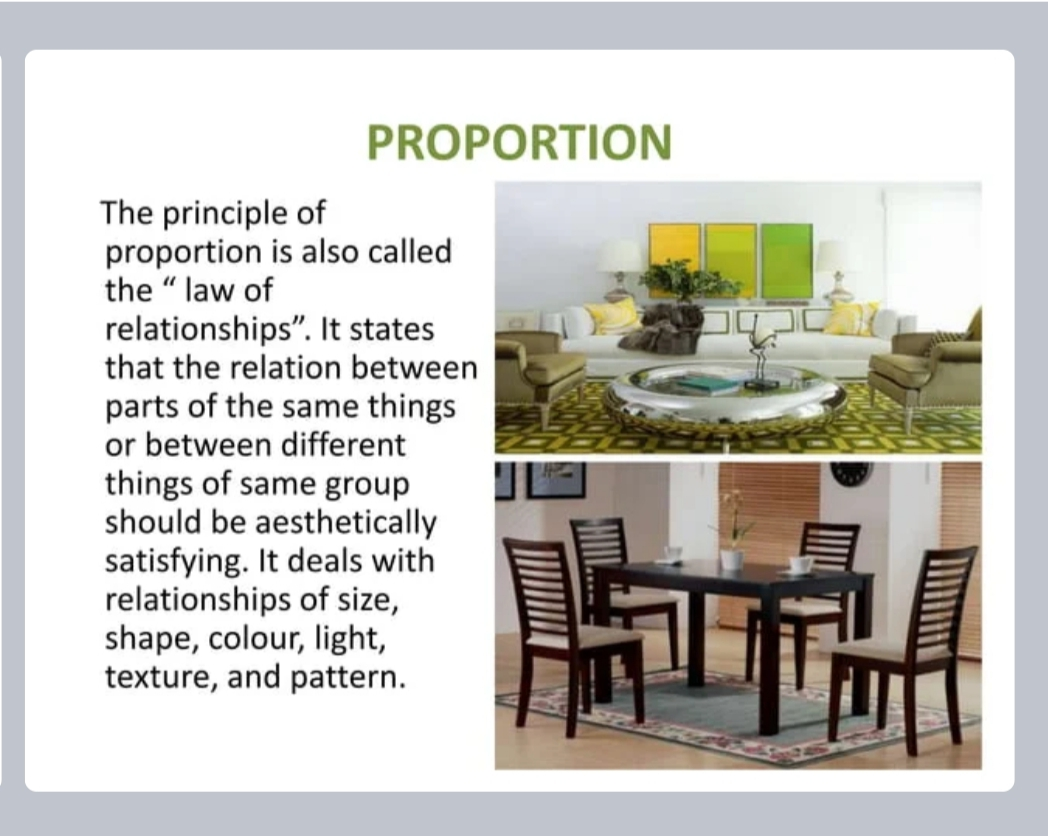 PROPORTION
The principle of
proportion is also called
the “ law of
relationships”. It states
that the relation between
parts of the same things
or between different
things of same group
should be aesthetically
satisfying. It deals with
relationships of size,
shape, colour, light,
texture, and pattern.